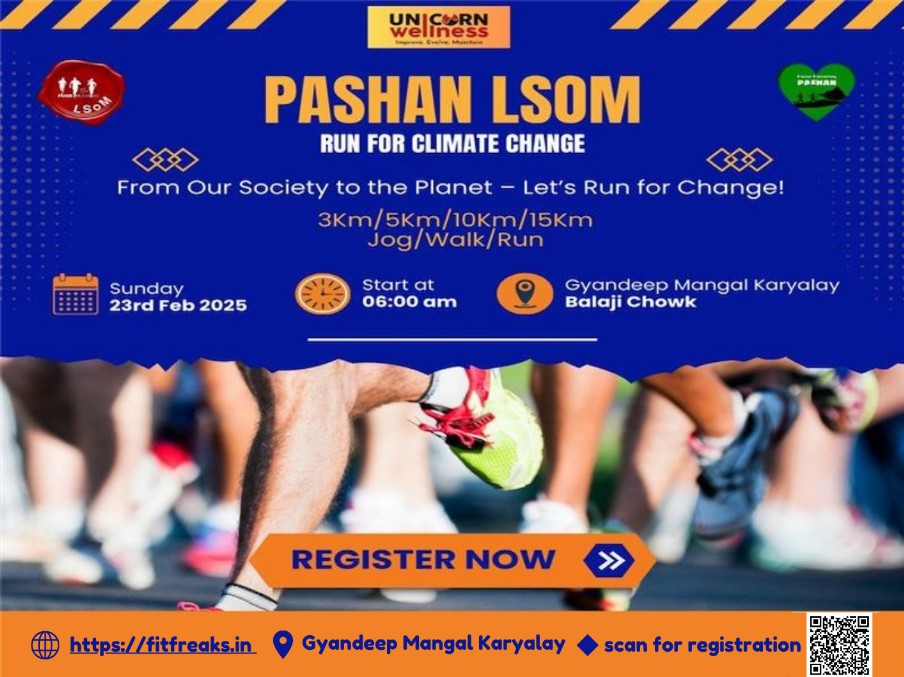 UNICORN
wellness
Improve. Evolve. Maintain
LSOM
PASHAN
PASHAN LSOM
RUN FOR CLIMATE CHANGE
From Our Society to the Planet – Let's Run for Change!
3Km/5Km/10Km/15Km
Jog/Walk/Run
Sunday
23rd Feb 2025
Start at
06:00 am
Gyandeep Mangal Karyalay
Balaji Chowk
REGISTER NOW
https://fitfreaks.in
Gyandeep Mangal Karyalay
scan for registration